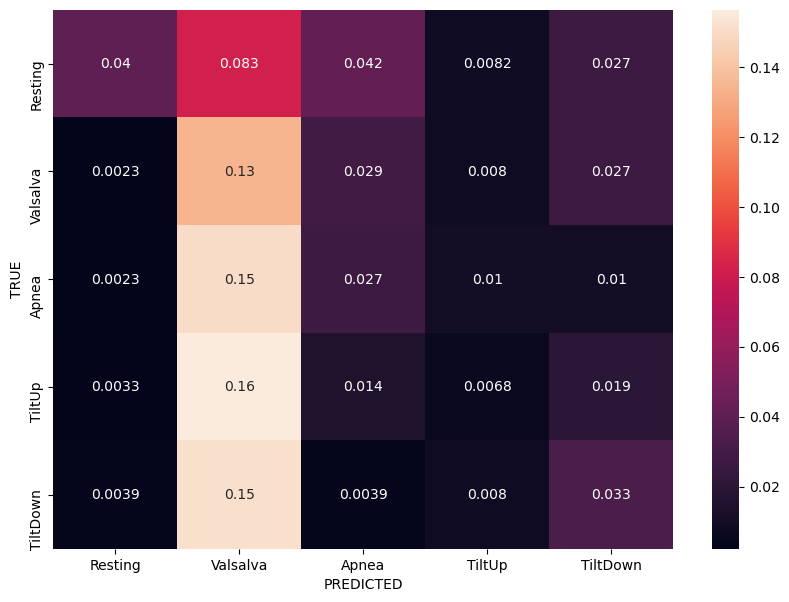 TRUE
Resting 0.04 0.083 0.042 0.0082 0.027
Valsalva 0.0023 0.13 0.029 0.008 0.027
Apnea 0.0023 0.15 0.027 0.01 0.01
TiltUp 0.0033 0.16 0.014 0.0068 0.019
TiltDown 0.0039 0.15 0.0039 0.008 0.033
Resting Valsalva Apnea TiltUp TiltDown
PREDICTED
0.14
0.12
0.10
0.08
0.06
0.04
0.02